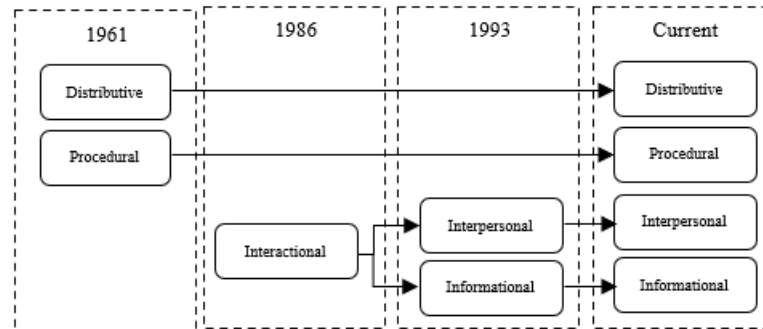 1961
1986
1993
Current
Distributive
Distributive
Procedural
Procedural
Interactional
Interpersonal
Interpersonal
Informational
Informational